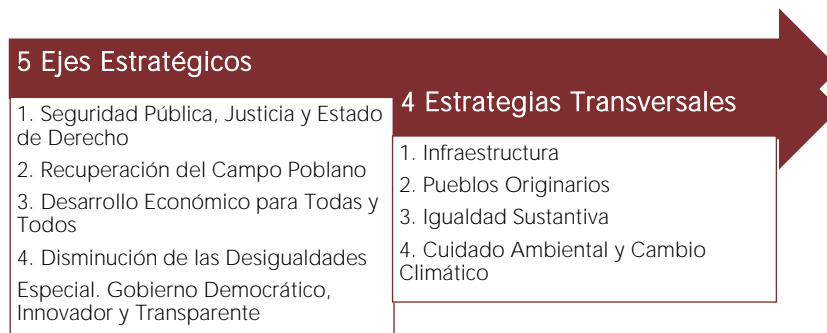 5 Ejes Estratégicos
1. Seguridad Pública, Justicia y Estado
de Derecho
2. Recuperación del Campo Poblano
3. Desarrollo Económico para Todas y
Todos
4. Disminución de las Desigualdades
Especial. Gobierno Democrático,
Innovador y Transparente
4 Estrategias Transversales
1. Infraestructura
2. Pueblos Originarios
3. Igualdad Sustantiva
4. Cuidado Ambiental y Cambio
Climático